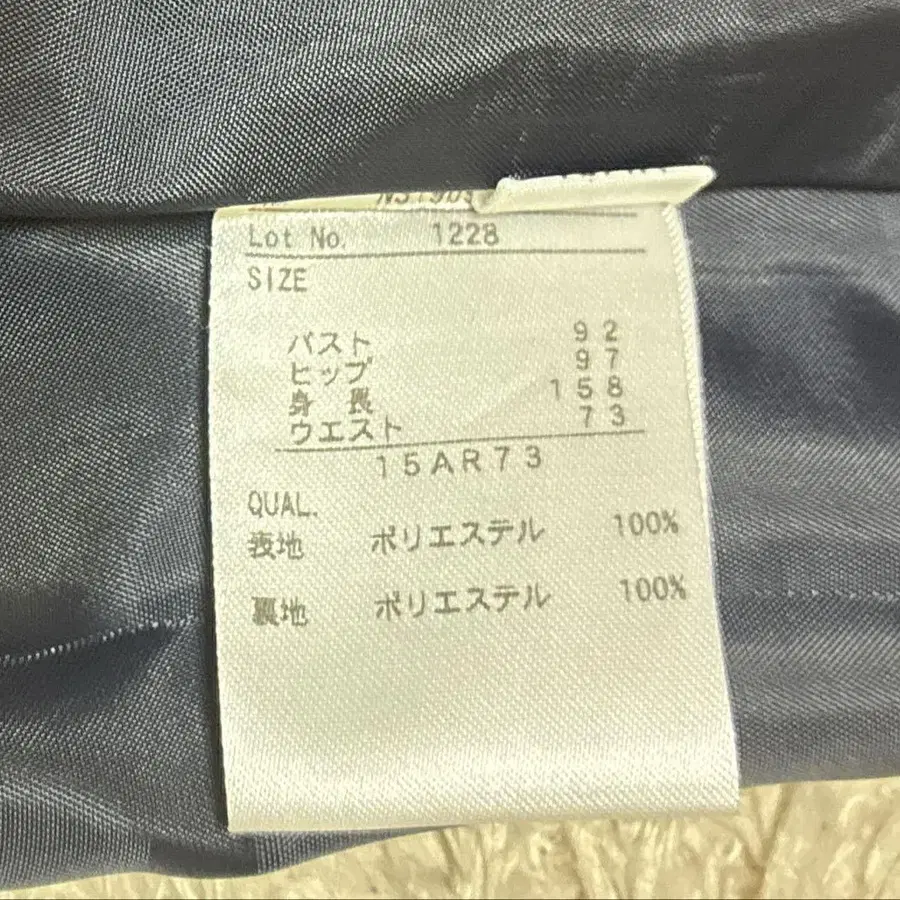 Lot No. 1228
SIZE
バスト 92
ヒップ 97
身長 158
ウエスト 73
15AR73
QUAL.
表地 ポリエステル 100%
裏地 ポリエステル 100%